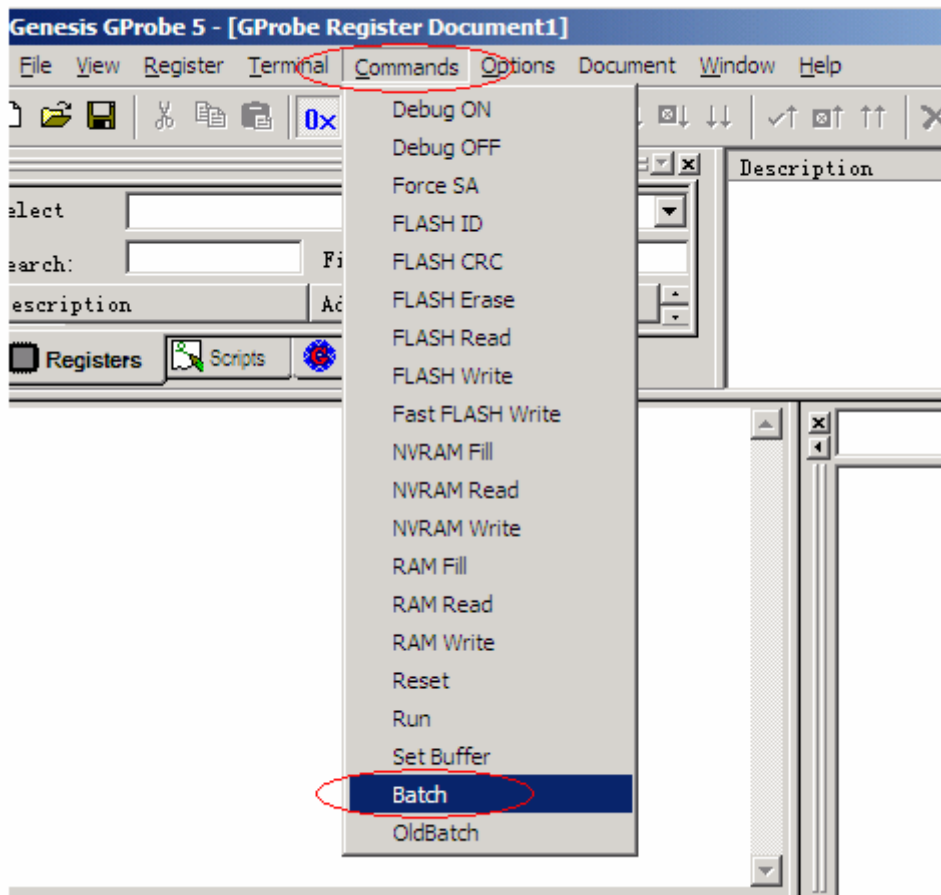 Genesis GProbe 5 - [GProbe Register Document1]
File View Register Terminal Commands Options Document Window Help
0x
Debug ON
Debug OFF
Force SA
FLASH ID
FLASH CRC
FLASH Erase
FLASH Read
FLASH Write
Fast FLASH Write
NVRAM Fill
NVRAM Read
NVRAM Write
RAM Fill
RAM Read
RAM Write
Reset
Run
Set Buffer
Batch
OldBatch
elect
earch: Fi
escription Ad
Registers Scripts G
Description